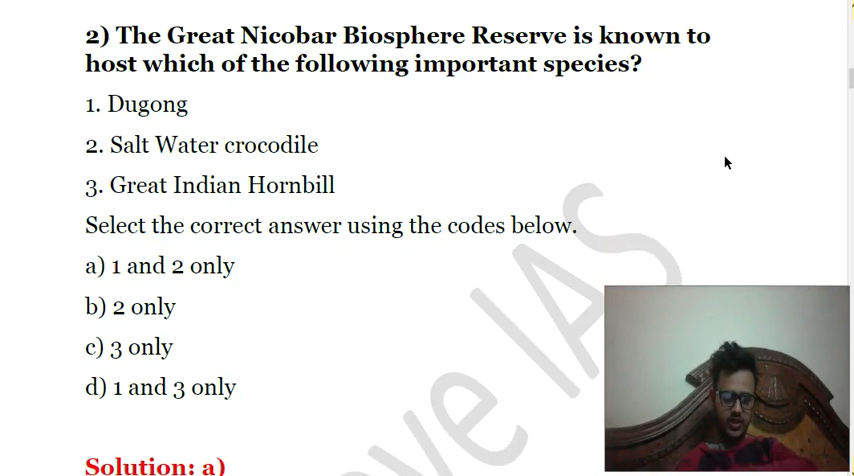 2) The Great Nicobar Biosphere Reserve is known to
host which of the following important species?
1. Dugong
2. Salt Water crocodile
3. Great Indian Hornbill
Select the correct answer using the codes below.
a) 1 and 2 only
b) 2 only
c) 3 only
d) 1 and 3 only
Solution: a)
ve IAS